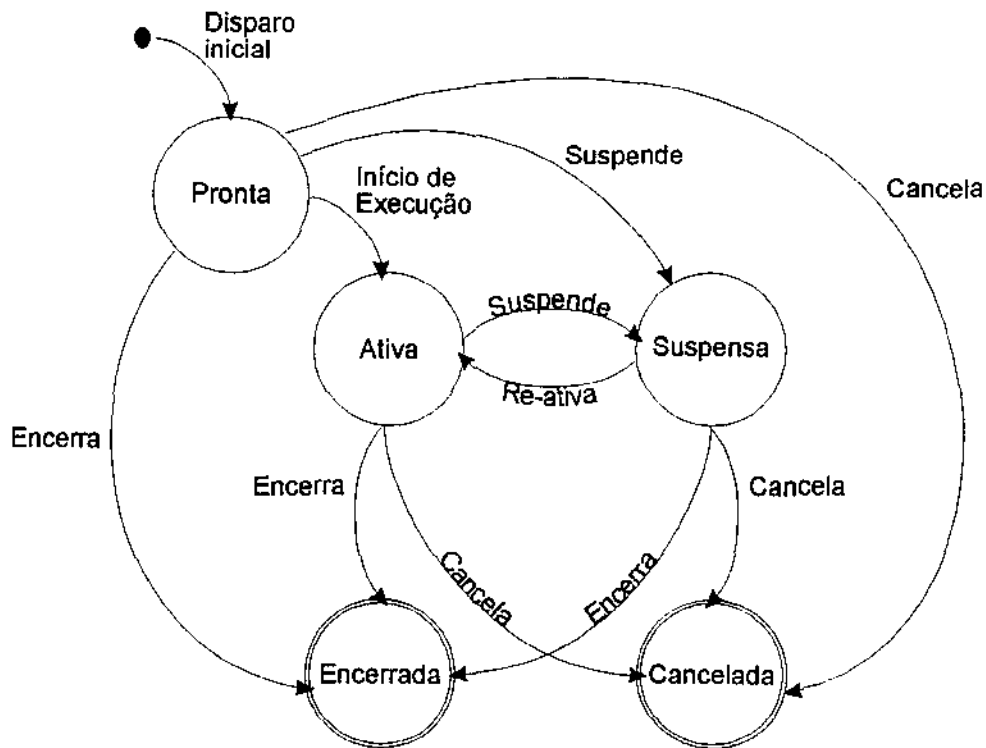 Disparo
inicial
Pronta
Início de
Execução
Suspende
Cancela
Ativa
Suspende
Suspensa
Re-ativa
Encerra
Encerra
Cancela
Cancela
Encerra
Encerrada
Cancelada